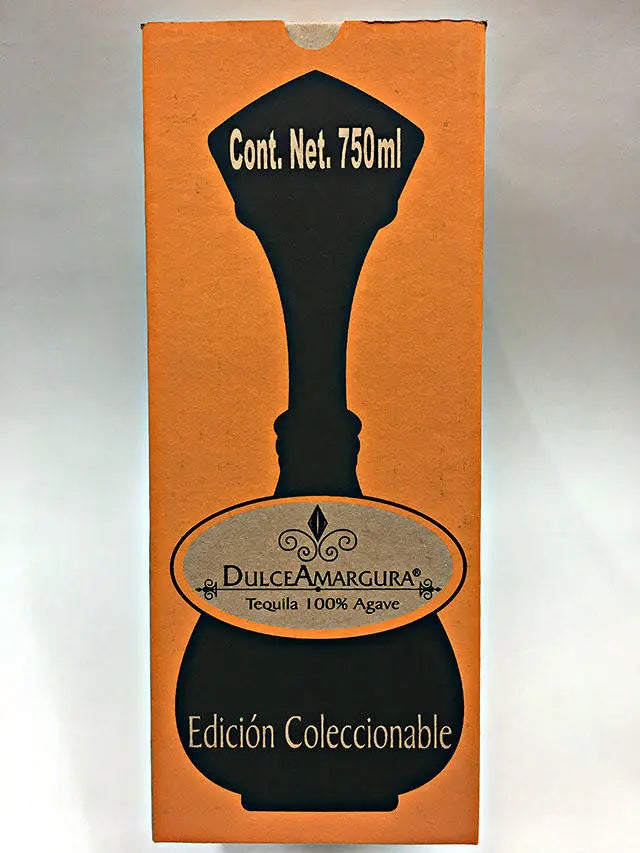 Cont. Net. 750ml
DULCEAMARGURA®
Tequila 100% Agave
Edición Coleccionable